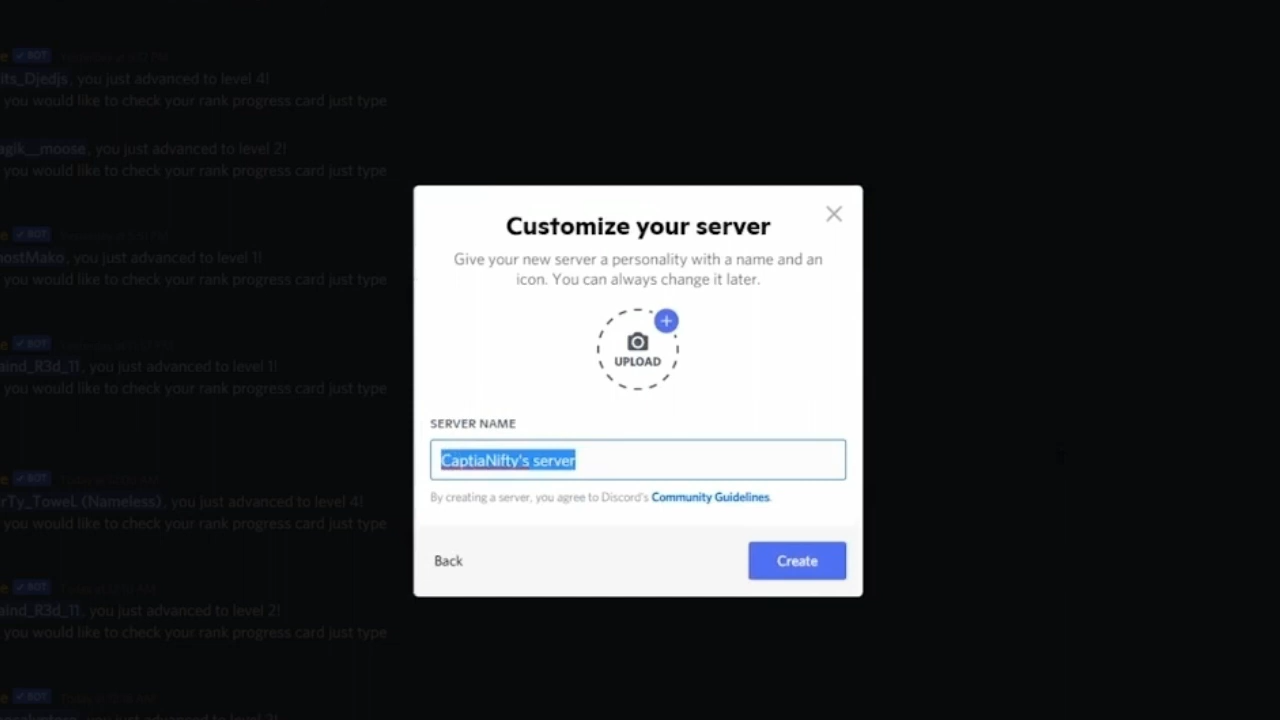 BOT
its_Djedjs, you just advanced to level 4!
you would like to check your rank progress card just type
agik__moose, you just advanced to level 2!
you would like to check your rank progress card just type
BOT
hostMako, you just advanced to level 1!
you would like to check your rank progress card just type
BOT
aind_R3d_11, you just advanced to level 1!
you would like to check your rank progress card just type
BOT
rTy_ToweL (Nameless), you just advanced to level 4!
you would like to check your rank progress card just type
BOT
aind_R3d_11, you just advanced to level 2!
you would like to check your rank progress card just type
BOT
Customize your server
Give your new server a personality with a name and an
icon. You can always change it later.
UPLOAD
SERVER NAME
CaptiaNifty's server
By creating a server, you agree to Discord's Community Guidelines.
Back
Create